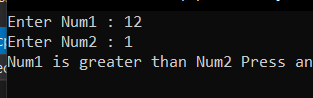 Enter Num1 : 12
Enter Num2 : 1
Num1 is greater than Num2 Press an